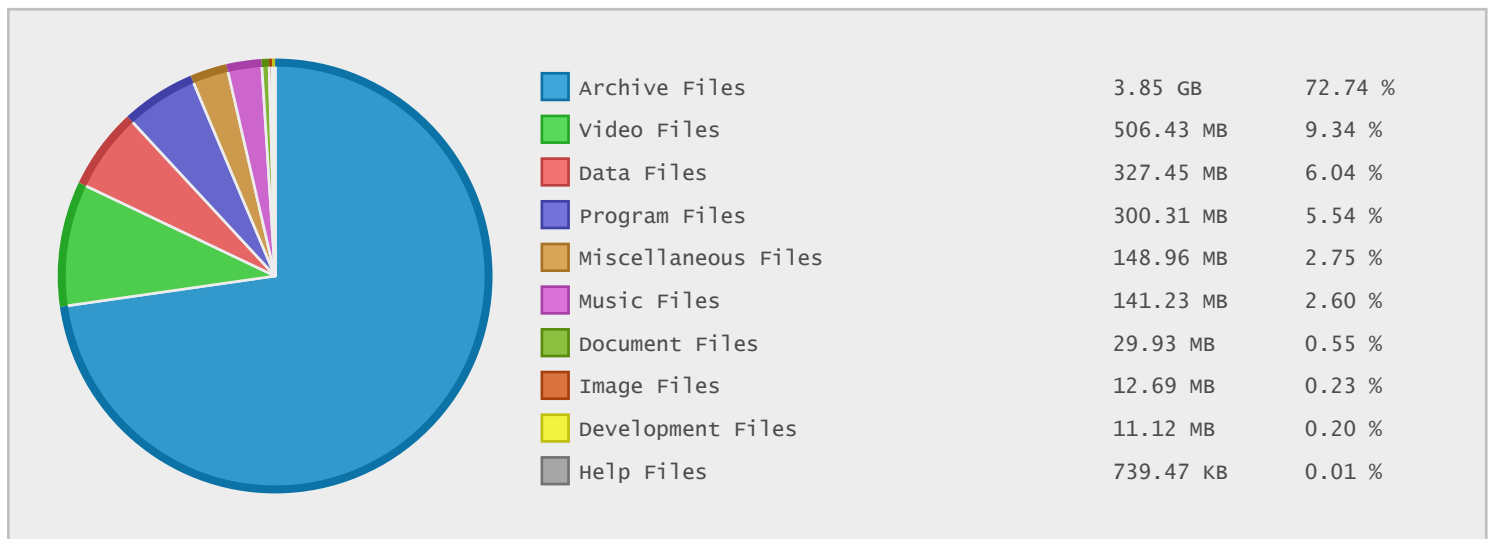 Archive Files 3.85 GB 72.74 %
Video Files 506.43 MB 9.34 %
Data Files 327.45 MB 6.04 %
Program Files 300.31 MB 5.54 %
Miscellaneous Files 148.96 MB 2.75 %
Music Files 141.23 MB 2.60 %
Document Files 29.93 MB 0.55 %
Image Files 12.69 MB 0.23 %
Development Files 11.12 MB 0.20 %
Help Files 739.47 KB 0.01 %